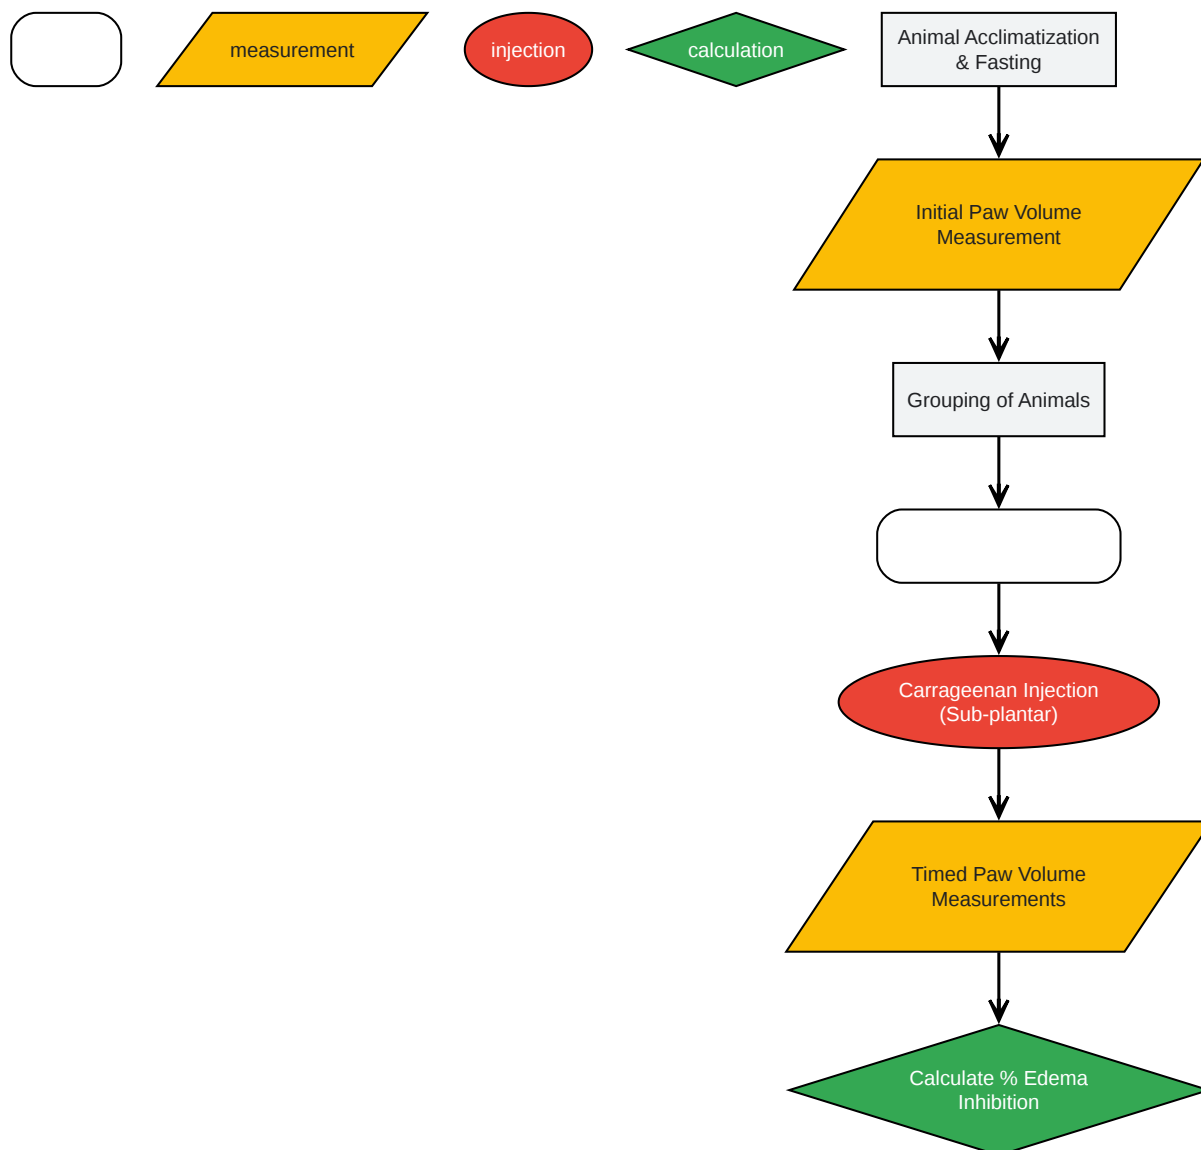 measurement
injection
calculation
Animal Acclimatization
& Fasting
Initial Paw Volume
Measurement
Grouping of Animals
Carrageenan Injection
(Sub-plantar)
Timed Paw Volume
Measurements
Calculate % Edema
Inhibition